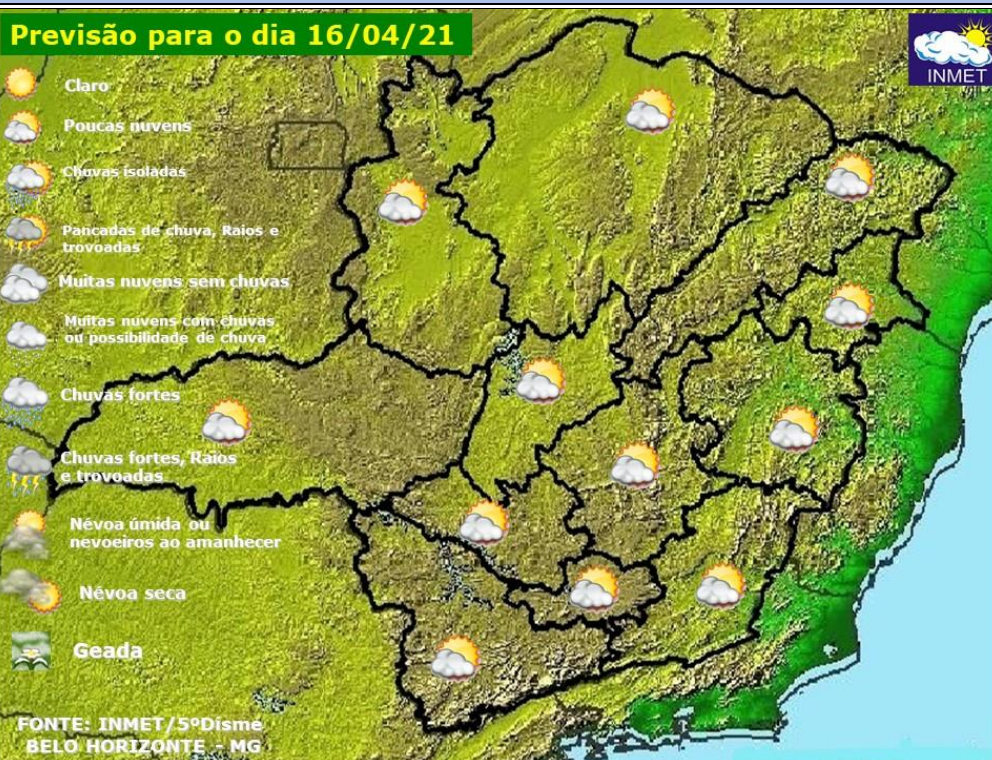 Previsão para o dia 16/04/21
INMET
Claro
Poucas nuvens
Chuvas isoladas
Pancadas de chuva, Raios e
trovoadas
Muitas nuvens sem chuvas
Muitas nuvens com chuvas
ou possibilidade de chuva
Chuvas fortes
Chuvas fortes, Raios
e trovoadas
Névoa úmida ou
nevoeiros ao amanhecer
Névoa seca
Geada
FONTE: INMET/5ºDisme
BELO HORIZONTE - MG